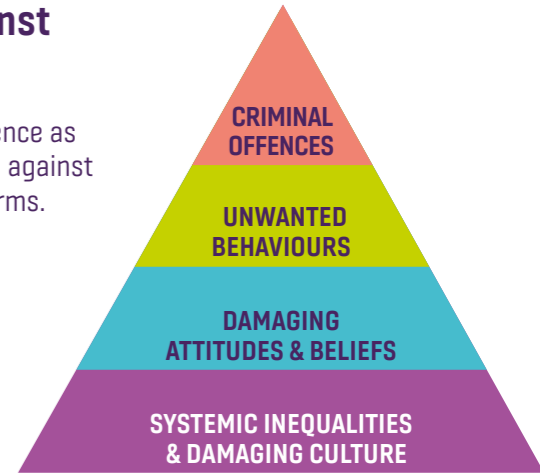 nst
ence as
against
rms.
CRIMINAL
OFFENCES
UNWANTED
BEHAVIOURS
DAMAGING
ATTITUDES & BELIEFS
SYSTEMIC INEQUALITIES
& DAMAGING CULTURE